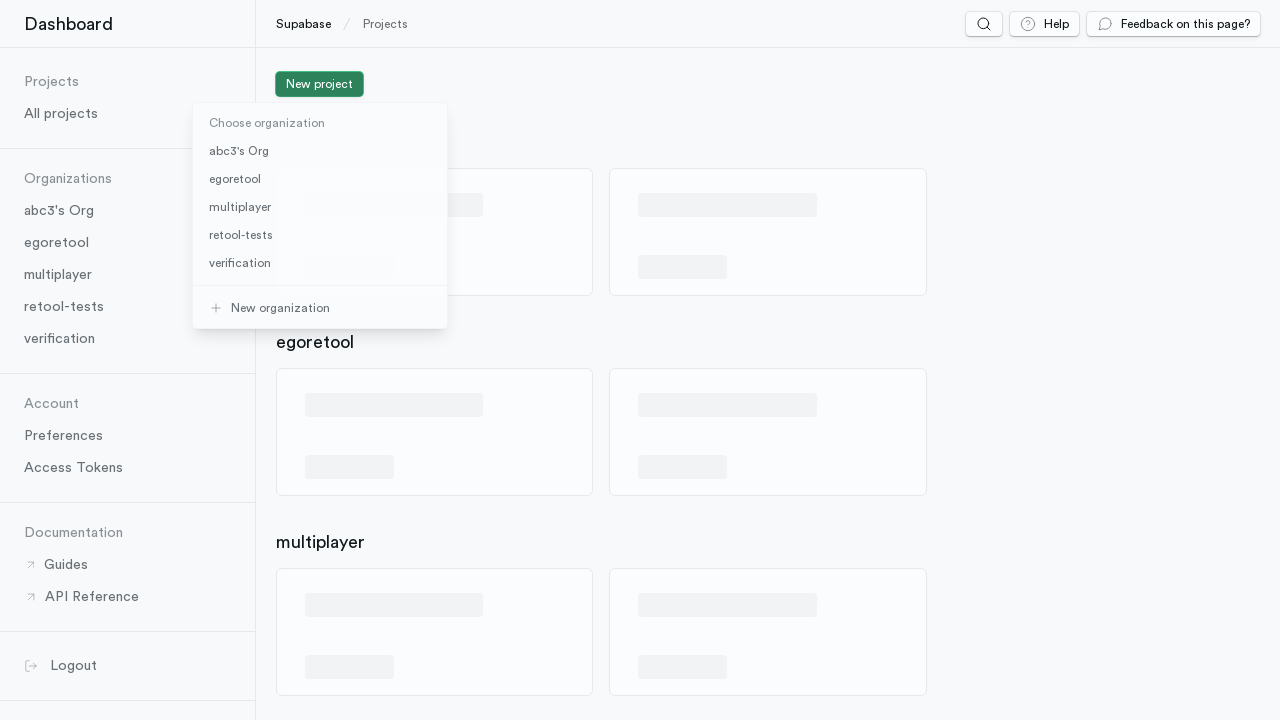 Dashboard
Supabase
Projects
Help
Feedback on this page?
Projects
All projects
Organizations
abc3's Org
egoretool
multiplayer
retool-tests
verification
Account
Preferences
Access Tokens
Documentation
Guides
API Reference
Logout
New project
Choose organization
abc3's Org
egoretool
multiplayer
retool-tests
verification
New organization
egoretool
multiplayer